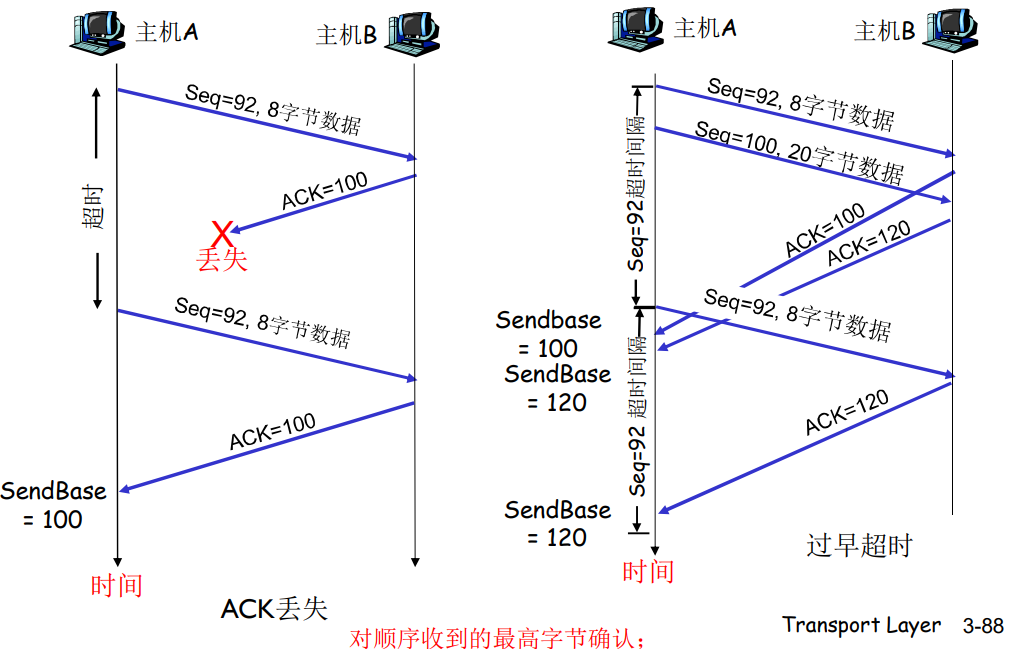 主机A
主机B
Seq=92, 8字节数据
超时
ACK=100
X
丢失
Seq=92, 8字节数据
ACK=100
SendBase
= 100
时间
ACK丢失
主机A
主机B
Seq=92, 8字节数据
Seq=100, 20字节数据
Seq=92超时间隔
ACK=100
ACK=120
Seq=92, 8字节数据
Sendbase
= 100
SendBase
= 120
Seq=92 超时间隔
ACK=120
SendBase
= 120
过早超时
时间
对顺序收到的最高字节确认；
Transport Layer 3-88